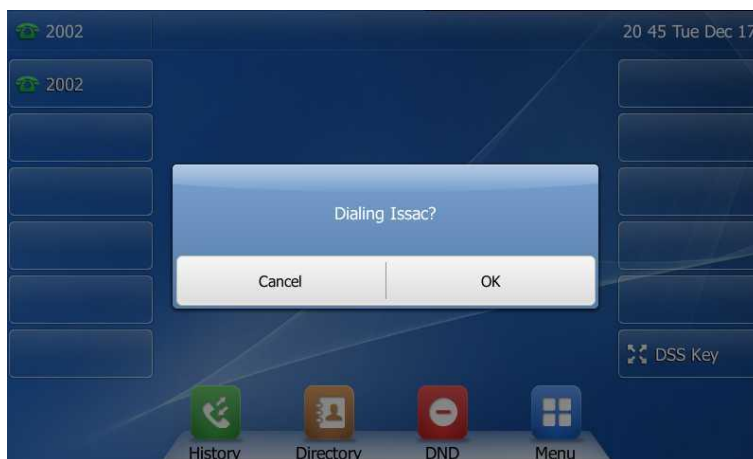 2002
20 45 Tue Dec 17
2002
Dialing Issac?
Cancel
OK
DSS Key
History
Directory
DND
Menu